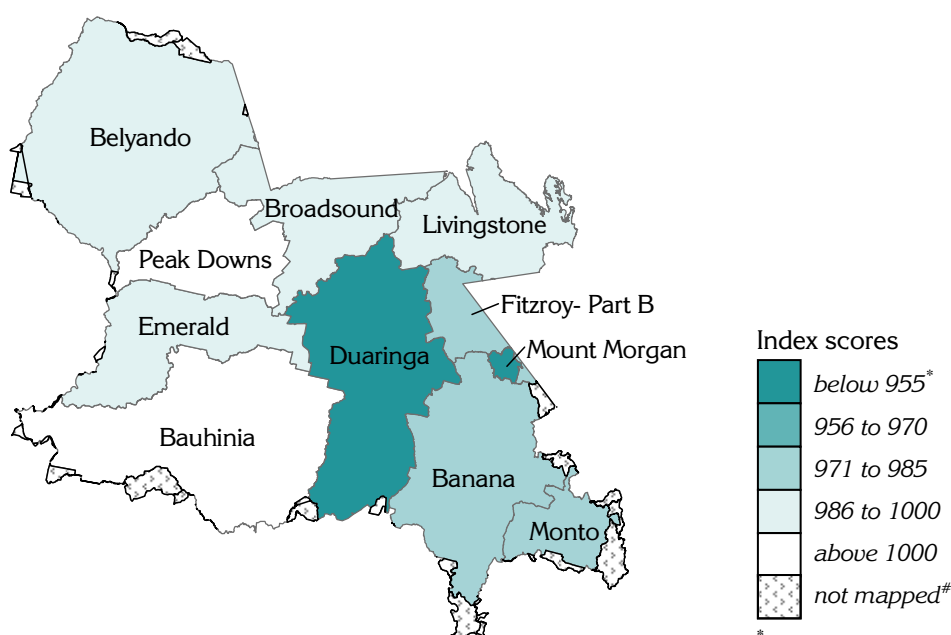 Belyando
Broadsound
Livingstone
Peak Downs
Fitzroy- Part B
Emerald
Mount Morgan
Duaringa
Bauhinia
Banana
Monto
Index scores
below 955*
956 to 970
971 to 985
986 to 1000
above 1000
not mapped#
*